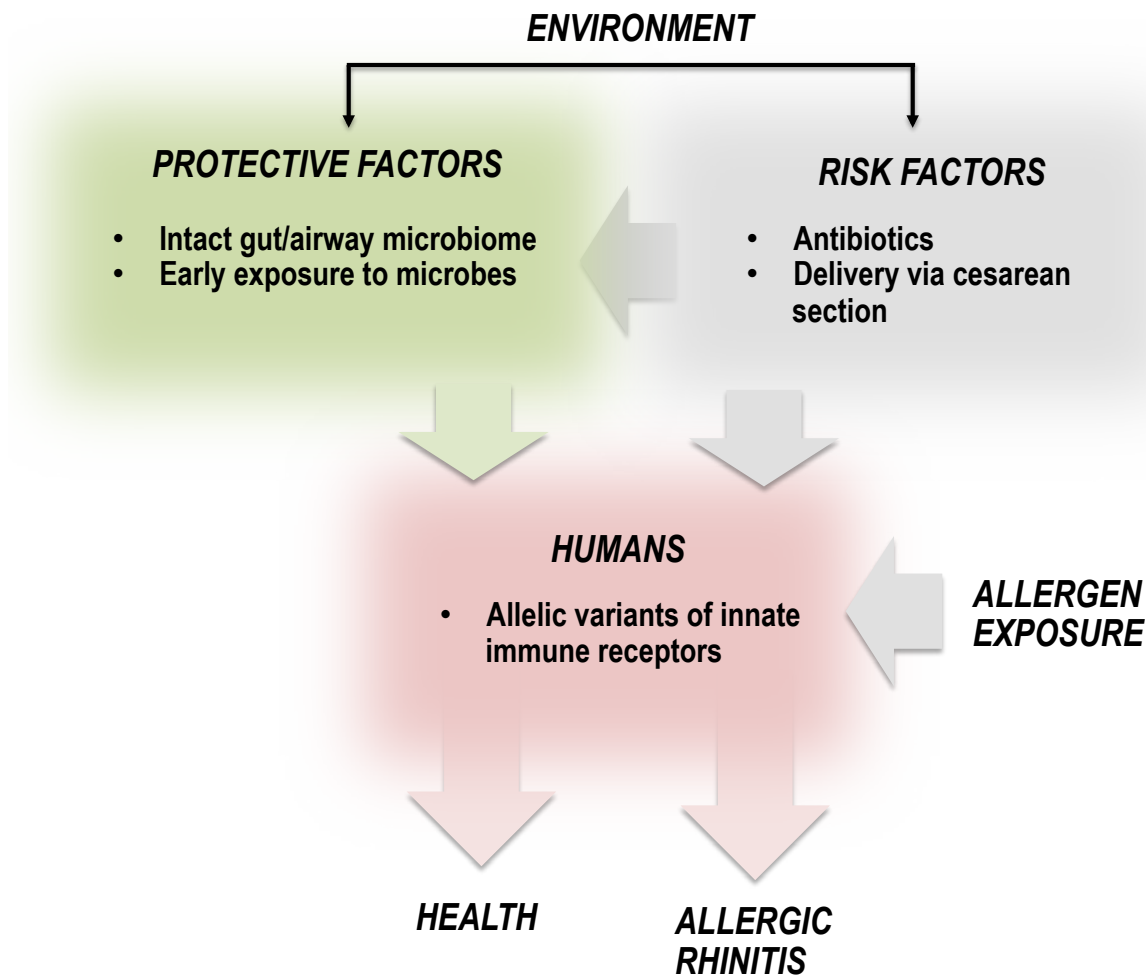 ENVIRONMENT
PROTECTIVE FACTORS
• Intact gut/airway microbiome
• Early exposure to microbes
RISK FACTORS
• Antibiotics
• Delivery via cesarean
section
HUMANS
• Allelic variants of innate
immune receptors
ALLERGEN
EXPOSURE
HEALTH
ALLERGIC
RHINITIS